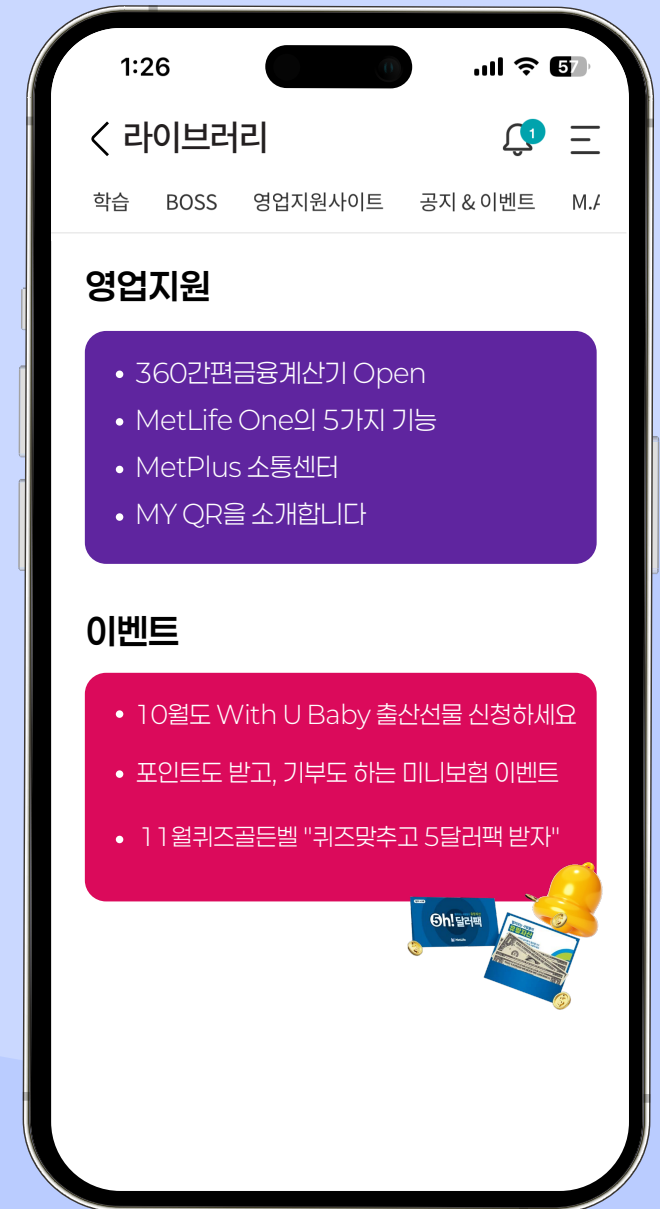 1:26
57
라이브러리
1
학습 BOSS 영업지원사이트 공지 & 이벤트 M.A
영업지원
• 360간편금융계산기 Open
• MetLife One의 5가지 기능
• MetPlus 소통센터
• MY QR을 소개합니다
이벤트
• 10월도 With U Baby 출산선물 신청하세요
• 포인트도 받고, 기부도 하는 미니보험 이벤트
• 11월퀴즈골든벨 "퀴즈맞추고 5달러팩 받자"
5h! 달러팩
MetLife